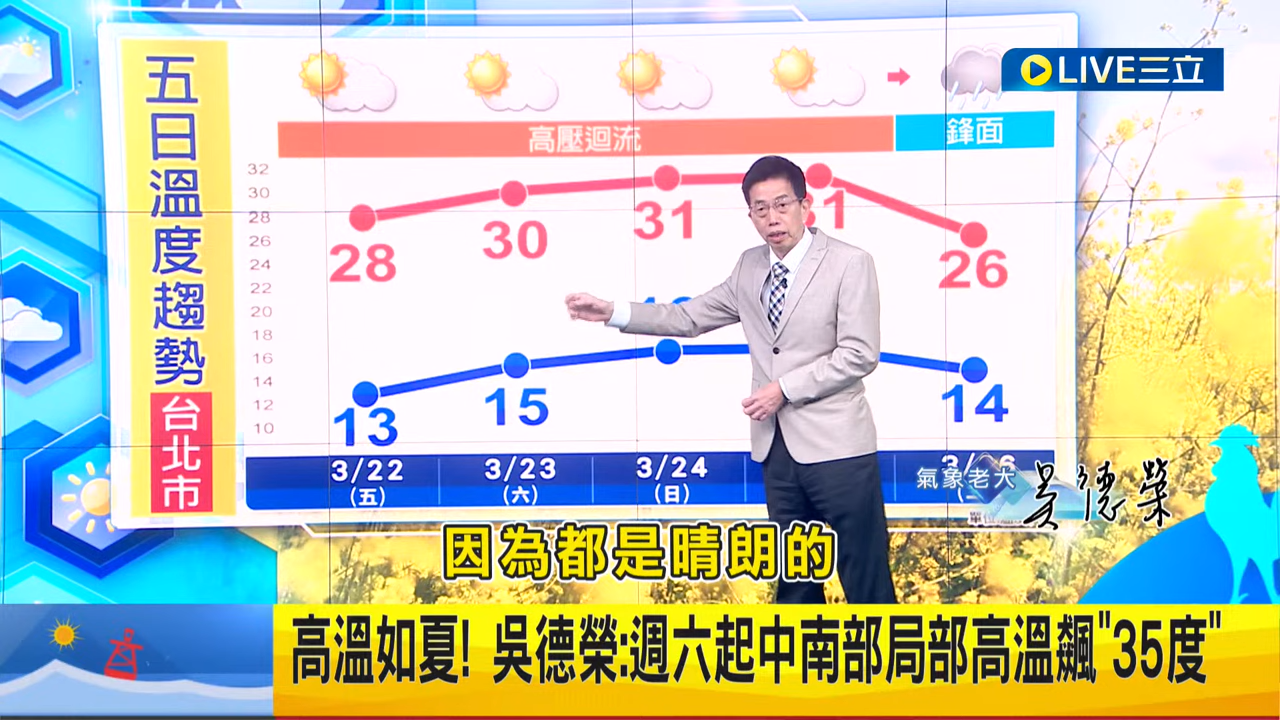 五日溫度趨勢
台北市
LIVE三立
高壓迴流
鋒面
32
30
28
26
24
22
20
18
16
14
12
10
28
30
31
31
26
13
15
14
3/22
(五)
3/23
(六)
3/24
(日)
氣象老大
吳德榮
因為都是晴朗的
高溫如夏! 吳德榮:週六起中南部局部高溫飆"35度"